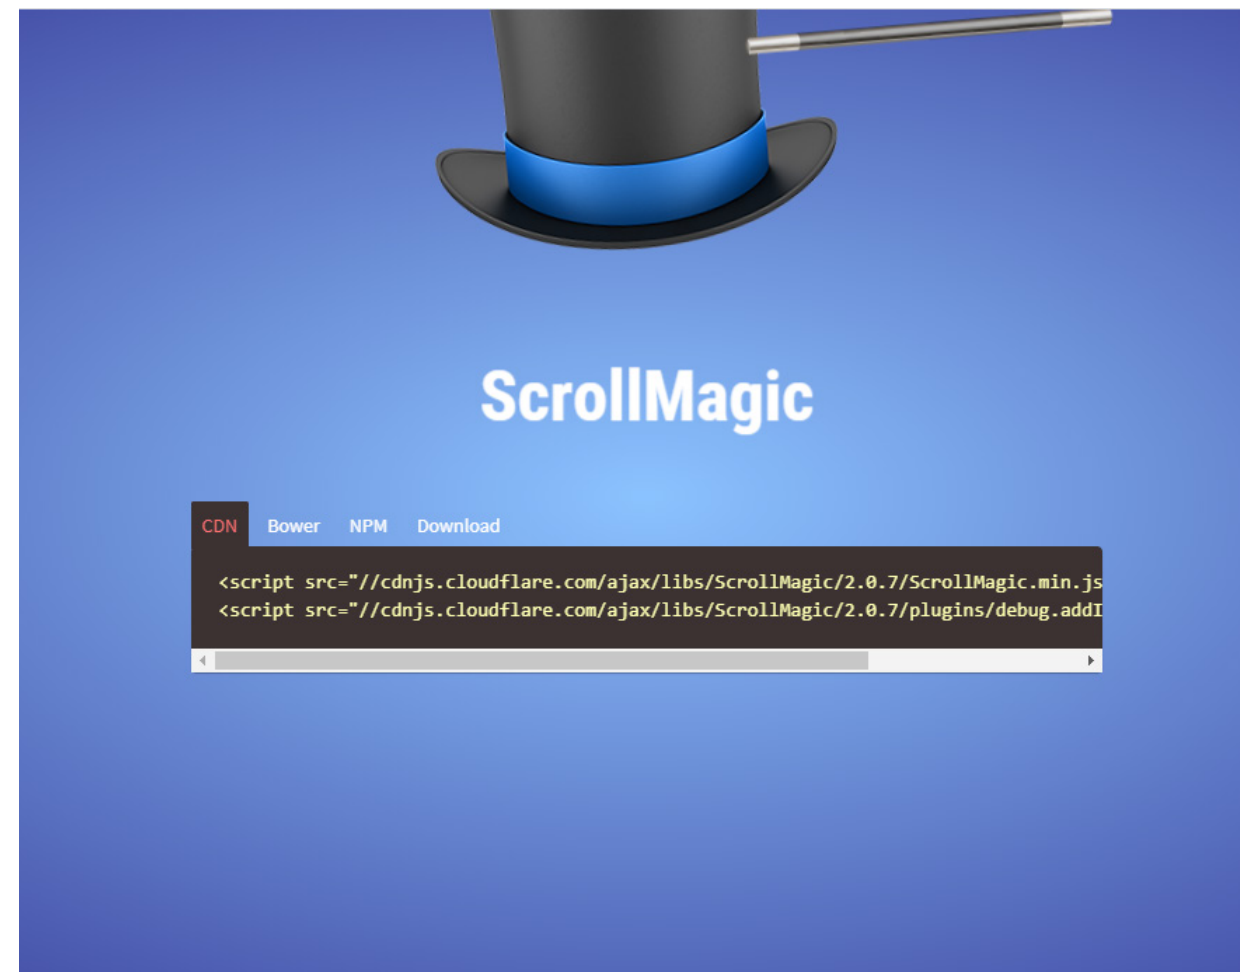 ScrollMagic
CDN Bower NPM Download
<script src="//cdnjs.cloudflare.com/ajax/libs/ScrollMagic/2.0.7/ScrollMagic.min.js
<script src="//cdnjs.cloudflare.com/ajax/libs/ScrollMagic/2.0.7/plugins/debug.addI